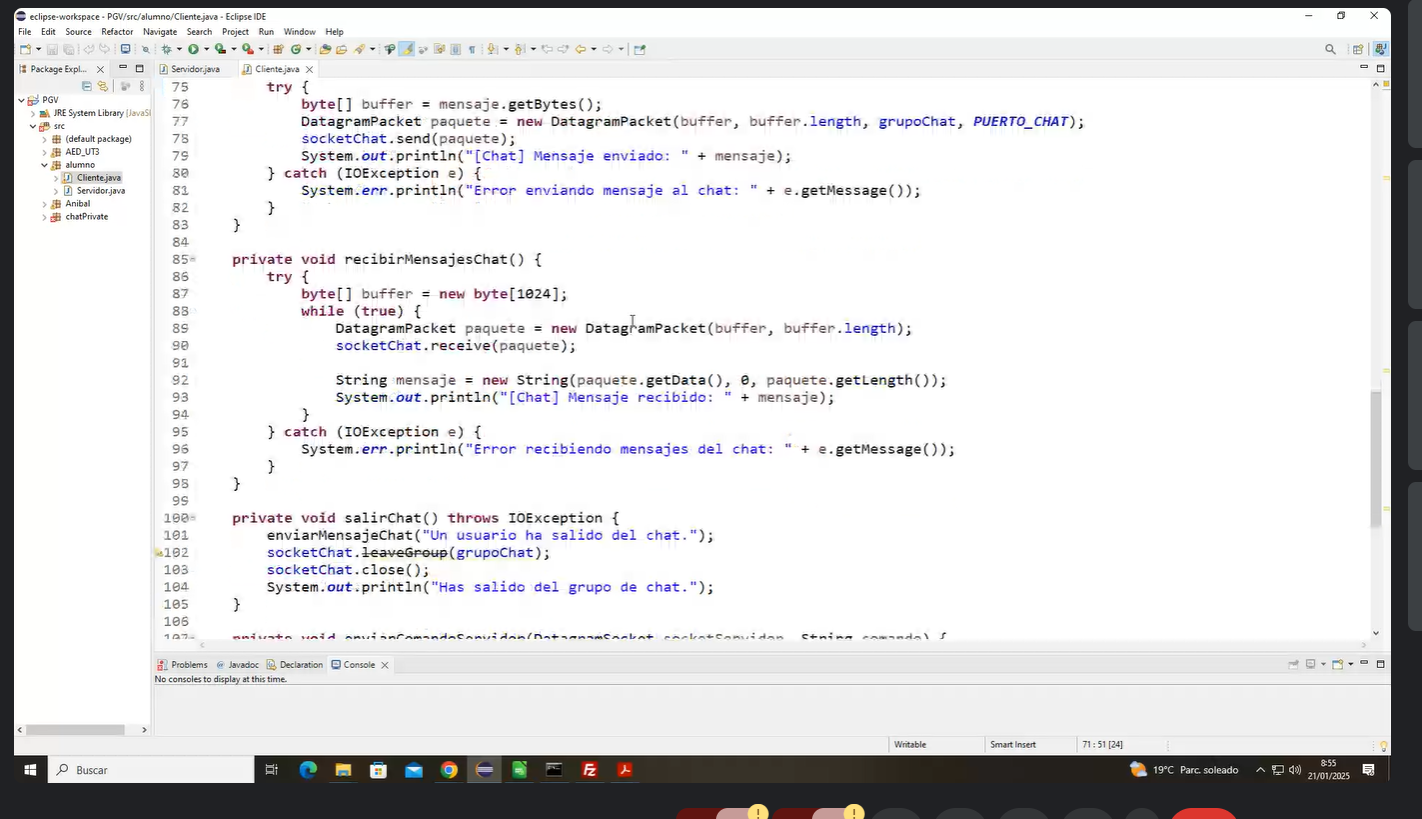 eclipse-workspace - PGV/src/alumno/Cliente.java - Eclipse IDE
File Edit Source Refactor Navigate Search Project Run Window Help
Package Expl... Servidor.java Cliente.java
PGV
JRE System Library [JavaS
src
(default package)
AED_UT3
alumno
Cliente.java
Servidor.java
Anibal
chatPrivate
75 try {
76 byte[] buffer = mensaje.getBytes();
77 DatagramPacket paquete = new DatagramPacket(buffer, buffer.length, grupoChat, PUERTO_CHAT);
78 socketChat.send(paquete);
79 System.out.println("[Chat] Mensaje enviado: " + mensaje);
80 } catch (IOException e) {
81 System.err.println("Error enviando mensaje al chat: " + e.getMessage());
82 }
83 }
84
85 private void recibirMensajesChat() {
86 try {
87 byte[] buffer = new byte[1024];
88 while (true) {
89 DatagramPacket paquete = new DatagramPacket(buffer, buffer.length);
90 socketChat.receive(paquete);
91
92 String mensaje = new String(paquete.getData(), 0, paquete.getLength());
93 System.out.println("[Chat] Mensaje recibido: " + mensaje);
94 }
95 } catch (IOException e) {
96 System.err.println("Error recibiendo mensajes del chat: " + e.getMessage());
97 }
98 }
99
100 private void salirChat() throws IOException {
101 enviarMensajeChat("Un usuario ha salido del chat.");
102 socketChat.leaveGroup(grupoChat);
103 socketChat.close();
104 System.out.println("Has salido del grupo de chat.");
105 }
106
107 private void enviarComandoServidor(DatagramSocket socketServidor, String comando) {
Problems Javadoc Declaration Console
No consoles to display at this time.
Writable Smart Insert 71 : 51 [24]
Buscar
19°C Parc. soleado
8:55
21/01/2025